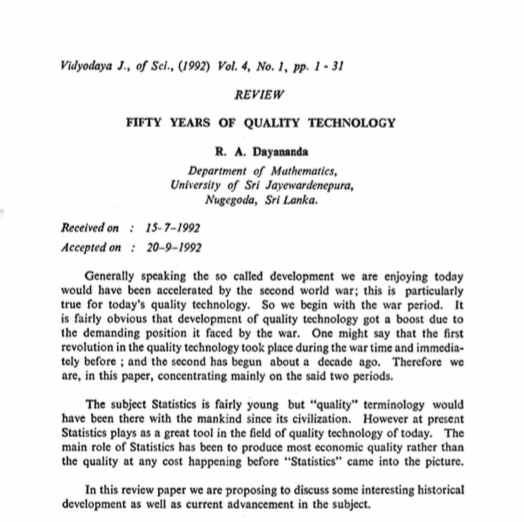 Vidyodaya J., of Sci., (1992) Vol. 4, No. 1, pp. 1 - 31
REVIEW
FIFTY YEARS OF QUALITY TECHNOLOGY
R. A. Dayananda
Department of Mathematics,
University of Sri Jayewardenepura,
Nugegoda, Sri Lanka.
Received on : 15-7-1992
Accepted on : 20-9-1992
Generally speaking the so called development we are enjoying today
would have been accelerated by the second world war; this is particularly
true for today's quality technology. So we begin with the war period. It
is fairly obvious that development of quality technology got a boost due to
the demanding position it faced by the war. One might say that the first
revolution in the quality technology took place during the war time and immedia-
tely before ; and the second has begun about a decade ago. Therefore we
are, in this paper, concentrating mainly on the said two periods.
The subject Statistics is fairly young but "quality" terminology would
have been there with the mankind since its civilization. However at present
Statistics plays as a great tool in the field of quality technology of today. The
main role of Statistics has been to produce most economic quality rather than
the quality at any cost happening before "Statistics" came into the picture.
In this review paper we are proposing to discuss some interesting historical
development as well as current advancement in the subject.